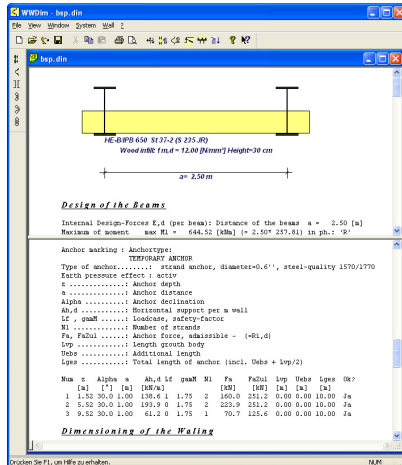 WWDim - bsp.din
File View Window System Wall ?
bsp.din
HE-B/IPB 650 St 37-2 (S 235 JR)
Wood infill: f m,d = 12.00 [N/mm²] Height=30 cm
a= 2.50 m
Design of the Beams
Internal Design-Forces E,d (per beam): Distance of the beams a = 2.50 [m]
Maximum of moment max M1 = 644.52 [kNm] (= 2.50* 257.81) in ph.: 'R'
Anchor marking : Anchortype:
TEMPORARY ANCHOR
Type of anchor.......: strand anchor, diameter=0.6'', steel-quality 1570/1770
Earth pressure effect : activ
z .............: Anchor depth
a .............: Anchor distance
Alpha .........: Anchor declination
Ah,d ..........: Horizontal support per m wall
Lf , gamM .....: Loadcase, safety-factor
Nl ............: Number of strands
Fa, FaZul .....: Anchor force, admissible - (=Ri,d)
Lvp ...........: Length grouth body
Uebs ..........: Additional length
Lges ..........: Total length of anchor (incl. Uebs + Lvp/2)
Num z Alpha a Ah,d Lf gamM Nl Fa FaZul Lvp Uebs Lges Ok?
[m] [°] [m] [kN/m] [kN] [kN] [m] [m] [m]
1 1.52 30.0 1.00 138.6 1 1.75 2 160.0 251.2 0.00 0.00 10.00 Ja
2 5.52 30.0 1.00 193.9 0 1.75 2 223.9 251.2 0.00 0.00 10.00 Ja
3 9.52 30.0 1.00 61.2 0 1.75 1 70.7 125.6 0.00 0.00 10.00 Ja
Dimensioning of the Waling
Drücken Sie F1, um Hilfe zu erhalten.
NUM